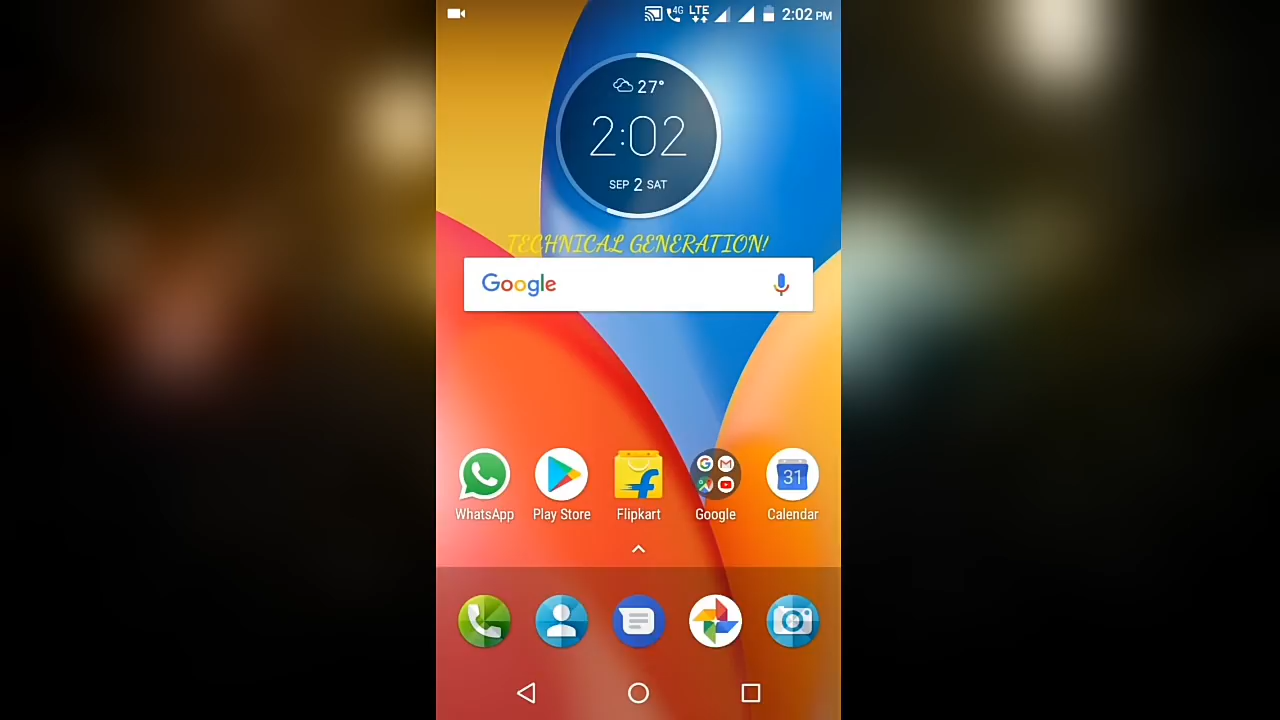 4G LTE 2:02 PM
27°
2:02
SEP 2 SAT
TECHNICAL GENERATION!
Google
31
WhatsApp Play Store Flipkart Google Calendar